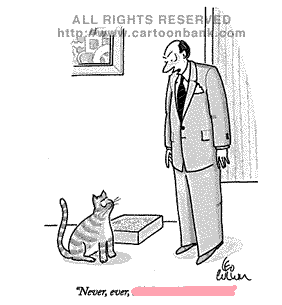 ALL RIGHTS RESERVED
http://www.cartoonbank.com
LEO
CULLUM
"Never, ever,